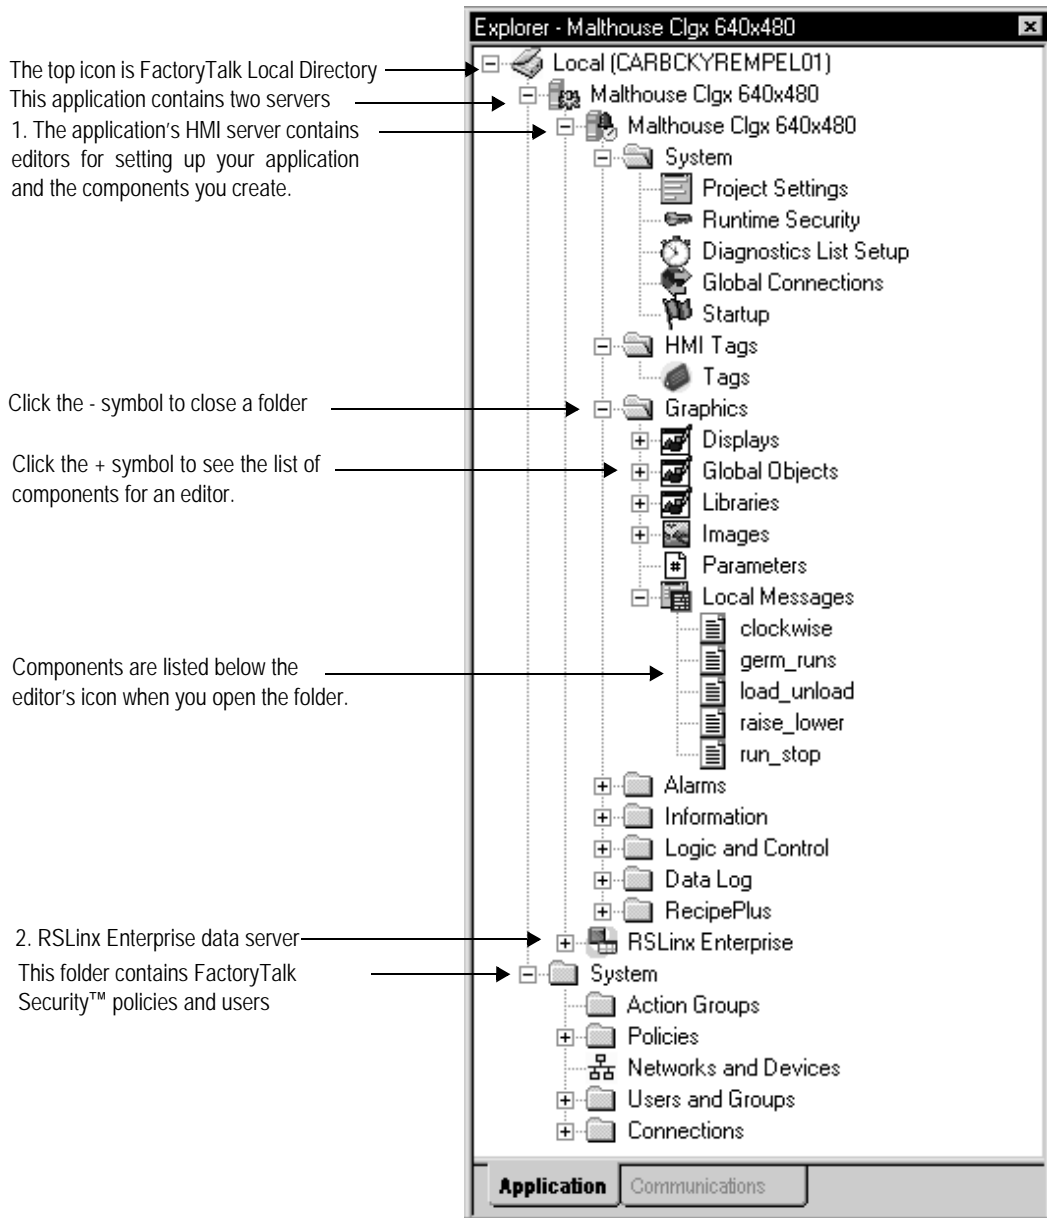 Explorer - Malthouse Clgx 640x480
The top icon is FactoryTalk Local Directory
Local (CARBCKYREMPEL01)
This application contains two servers
Malthouse Clgx 640x480
1. The application's HMI server contains
editors for setting up your application
and the components you create.
Malthouse Clgx 640x480
System
Project Settings
Runtime Security
Diagnostics List Setup
Global Connections
Startup
HMI Tags
Tags
Click the - symbol to close a folder
Graphics
Displays
Click the + symbol to see the list of
components for an editor.
Global Objects
Libraries
Images
Parameters
Local Messages
clockwise
germ_runs
Components are listed below the
editor's icon when you open the folder.
load_unload
raise_lower
run_stop
Alarms
Information
Logic and Control
Data Log
RecipePlus
2. RSLinx Enterprise data server
RSLinx Enterprise
This folder contains FactoryTalk
Security™ policies and users
System
Action Groups
Policies
Networks and Devices
Users and Groups
Connections
Application
Communications